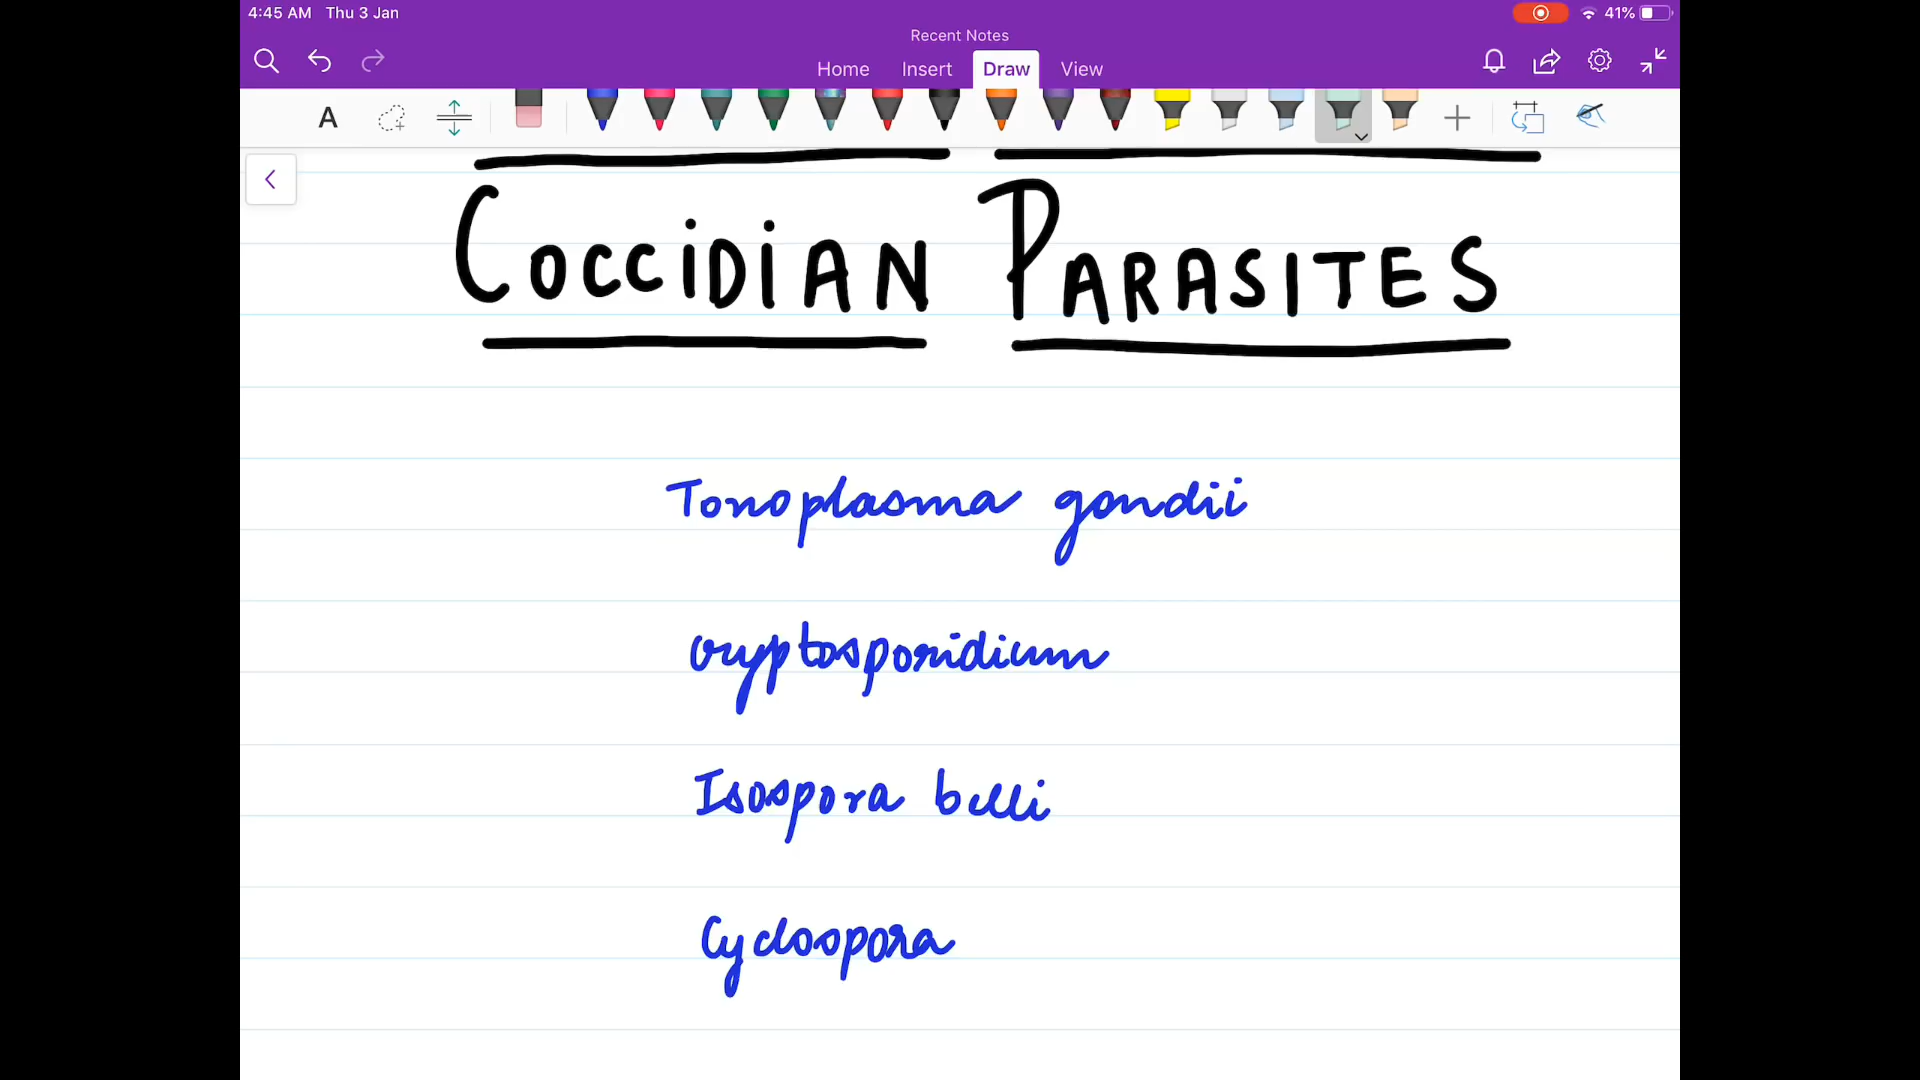 4:45 AM Thu 3 Jan
41%
Recent Notes
Home Insert Draw View
A
COCCIDIAN PARASITES
Toxoplasma gondii
cryptosporidium
Isospora belli
Cyclospora